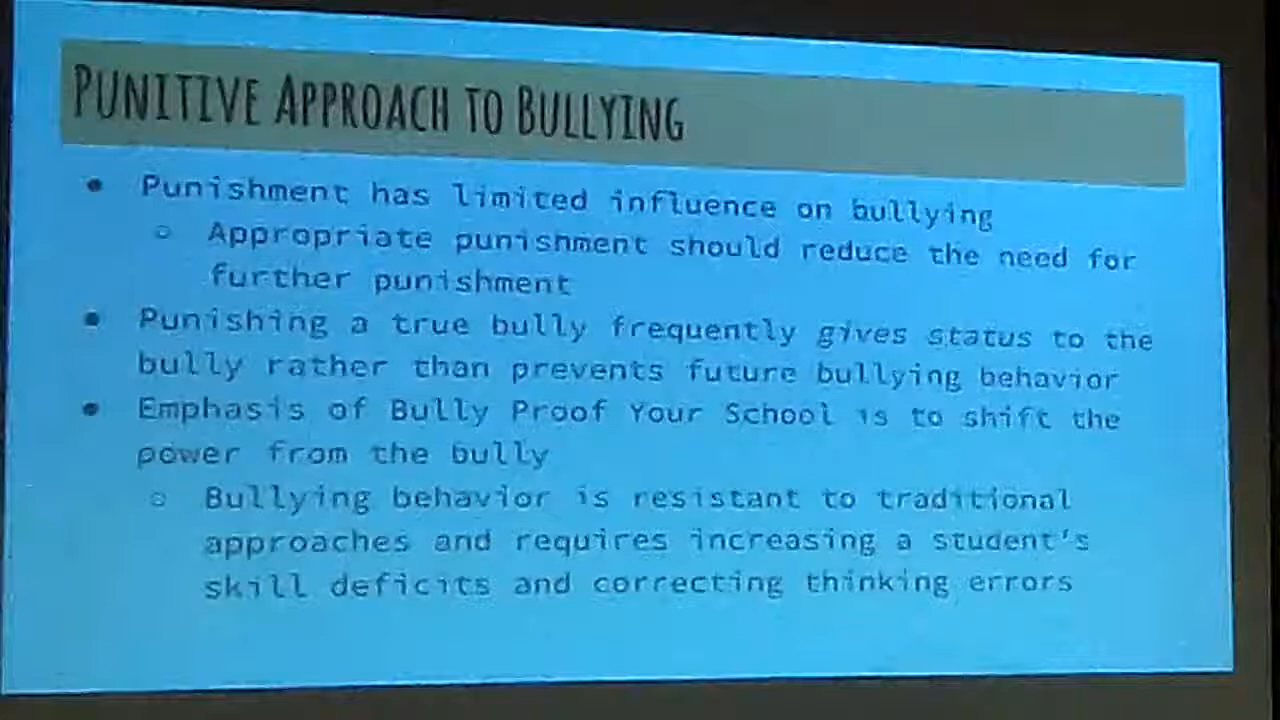 PUNITIVE APPROACH TO BULLYING
● Punishment has limited influence on bullying
○ Appropriate punishment should reduce the need for
further punishment
● Punishing a true bully frequently gives status to the
bully rather than prevents future bullying behavior
● Emphasis of Bully Proof Your School is to shift the
power from the bully
○ Bullying behavior is resistant to traditional
approaches and requires increasing a student's
skill deficits and correcting thinking errors